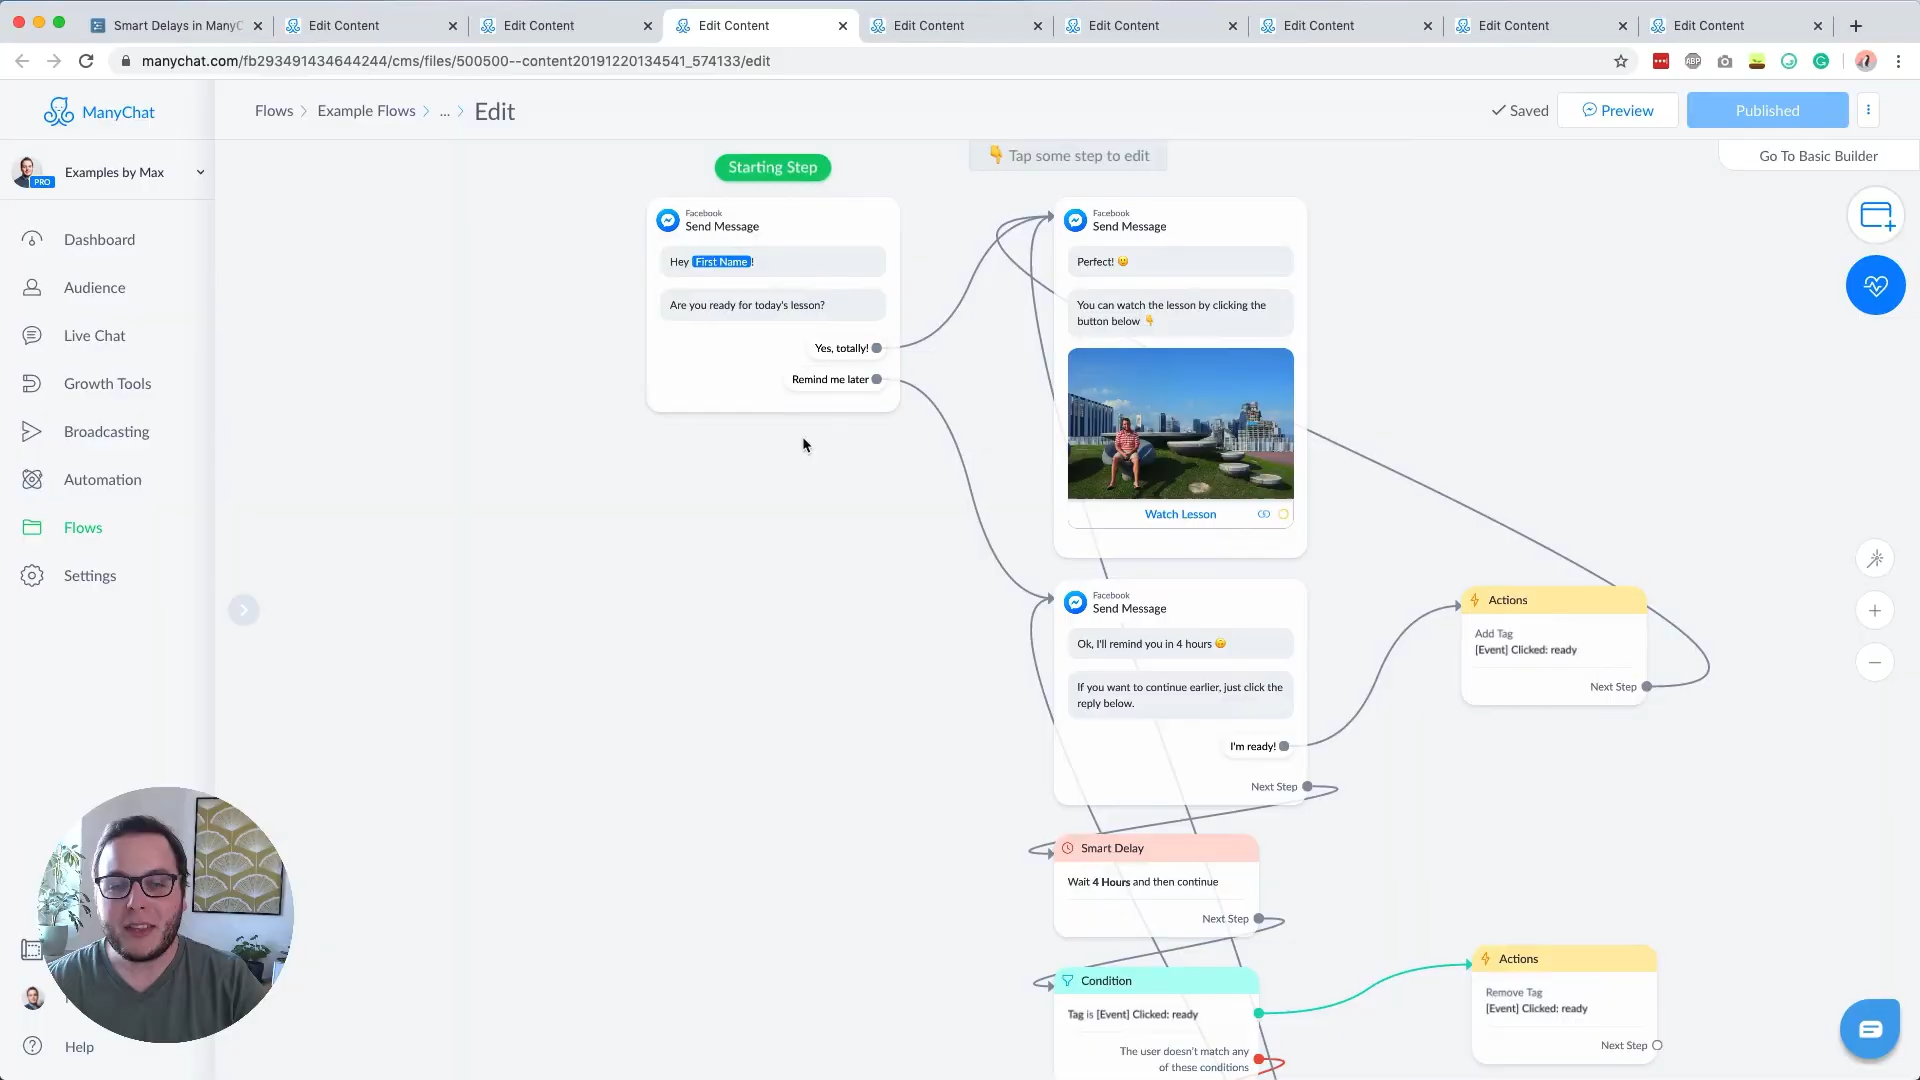 Smart Delays in ManyC
Edit Content
Edit Content
Edit Content
Edit Content
Edit Content
Edit Content
Edit Content
Edit Content
manychat.com/fb293491434644244/cms/files/500500--content20191220134541_574133/edit
ABP
ManyChat
Flows
Example Flows
...
Edit
Saved
Preview
Published
PRO
Examples by Max
Starting Step
👇 Tap some step to edit
Go To Basic Builder
Dashboard
Audience
Live Chat
Growth Tools
Broadcasting
Automation
Flows
Settings
Help
Facebook
Send Message
Hey First Name!
Are you ready for today's lesson?
Yes, totally!
Remind me later
Facebook
Send Message
Perfect! 😀
You can watch the lesson by clicking the
button below 👇
Watch Lesson
Facebook
Send Message
Ok, I'll remind you in 4 hours 😊
If you want to continue earlier, just click the
reply below.
I'm ready!
Next Step
Actions
Add Tag
[Event] Clicked: ready
Next Step
Smart Delay
Wait 4 Hours and then continue
Next Step
Condition
Tag is [Event] Clicked: ready
The user doesn't match any
of these conditions
Actions
Remove Tag
[Event] Clicked: ready
Next Step